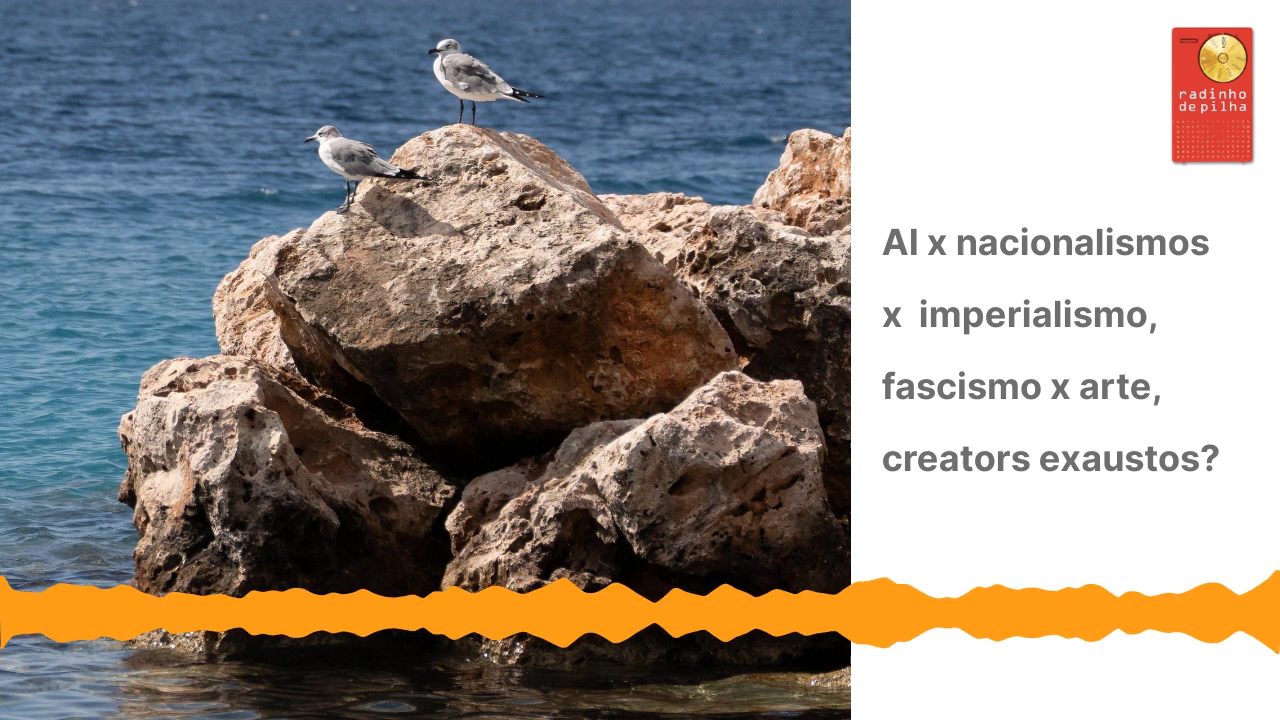 radinho
de pilha
AI x nacionalismos
x imperialismo,
fascismo x arte,
creators exaustos?